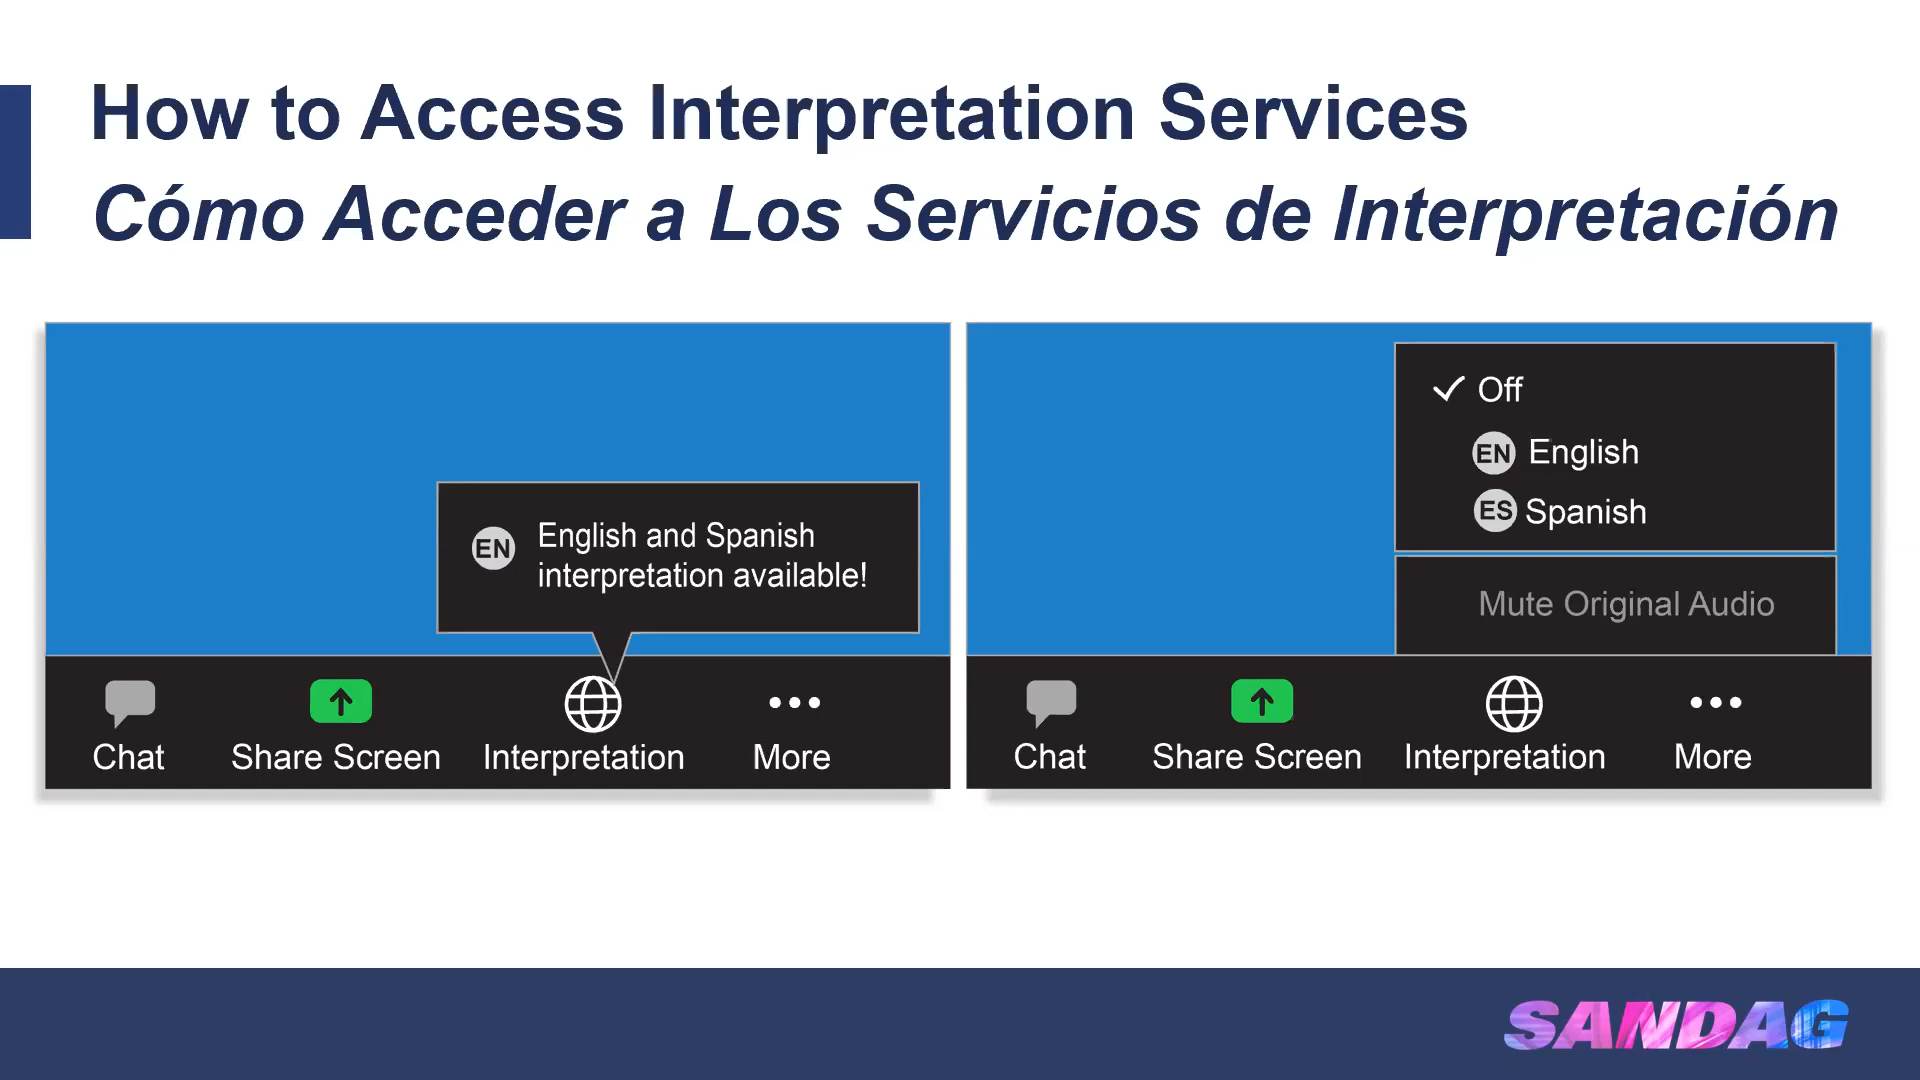 How to Access Interpretation Services
Cómo Acceder a Los Servicios de Interpretación
EN English and Spanish
interpretation available!
Chat Share Screen Interpretation More
Off
EN English
ES Spanish
Mute Original Audio
Chat Share Screen Interpretation More
SANDAG